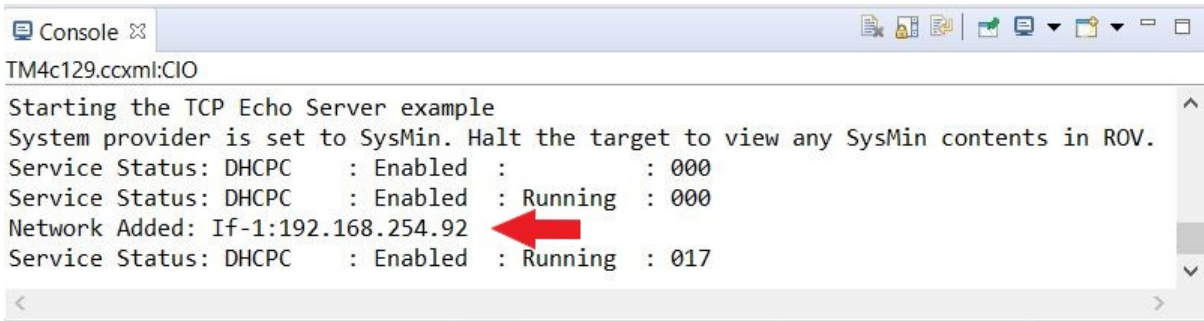 Console
TM4c129.ccxml:CIO
Starting the TCP Echo Server example
System provider is set to SysMin. Halt the target to view any SysMin contents in ROV.
Service Status: DHCPC    : Enabled  :          : 000
Service Status: DHCPC    : Enabled  : Running  : 000
Network Added: If-1:192.168.254.92
Service Status: DHCPC    : Enabled  : Running  : 017